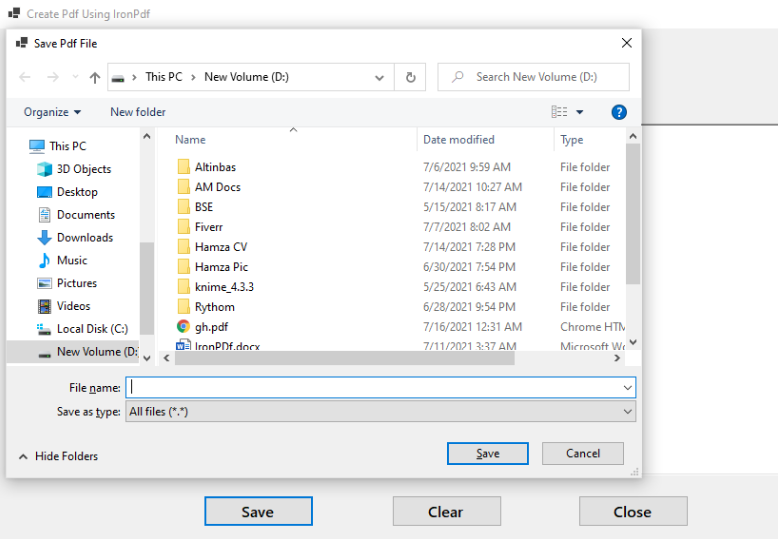 Create Pdf Using IronPdf
Save Pdf File
This PC > New Volume (D:)
Search New Volume (D:)
Organize
New folder
Name Date modified Type
This PC
3D Objects
Desktop
Documents
Downloads
Music
Pictures
Videos
Local Disk (C:)
New Volume (D:
Altinbas 7/6/2021 9:59 AM File folder
AM Docs 7/14/2021 10:27 AM File folder
BSE 5/15/2021 8:17 AM File folder
Fiverr 7/7/2021 8:02 AM File folder
Hamza CV 7/14/2021 7:28 PM File folder
Hamza Pic 6/30/2021 7:54 PM File folder
knime_4.3.3 5/25/2021 6:43 AM File folder
Rythom 6/28/2021 9:54 PM File folder
gh.pdf 7/16/2021 12:31 AM Chrome HTM
IronPDf.docx 7/11/2021 3:37 AM Microsoft Wo
File name:
Save as type: All files (*.*)
Hide Folders
Save
Cancel
Save
Clear
Close